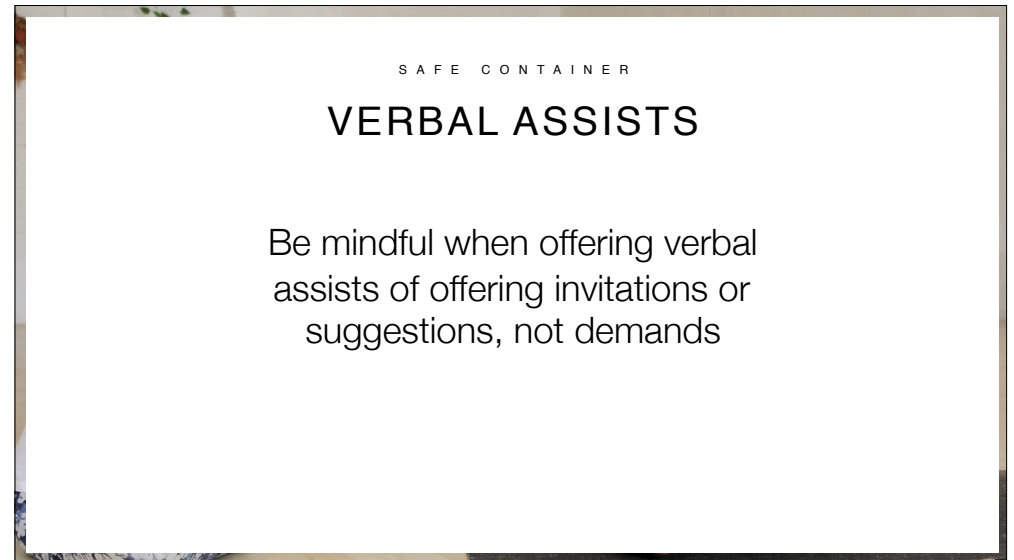 SAFE CONTAINER
VERBAL ASSISTS
Be mindful when offering verbal
assists of offering invitations or
suggestions, not demands